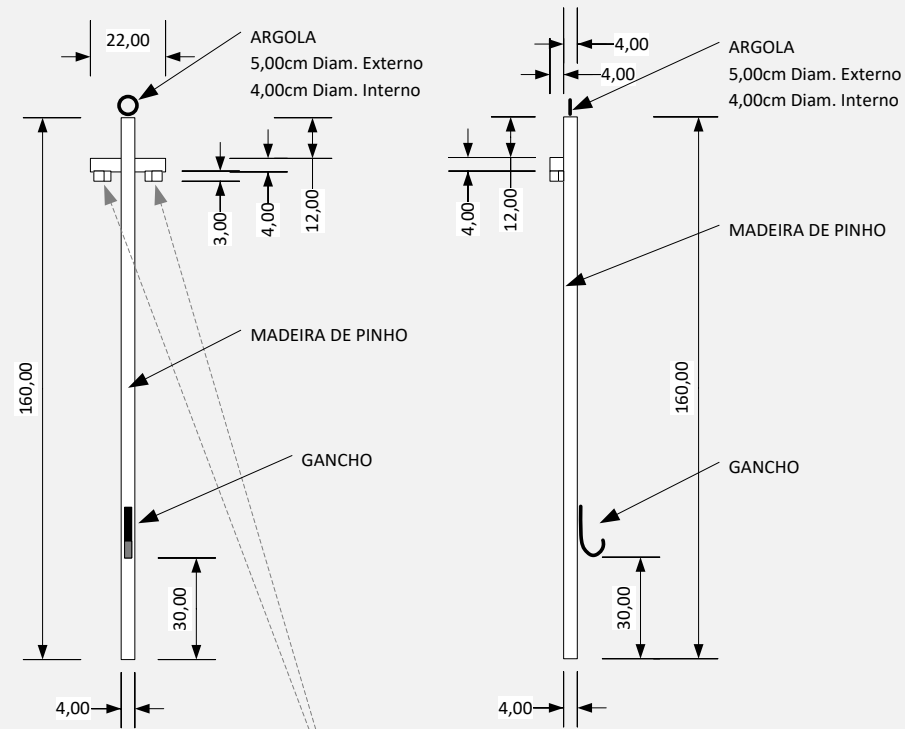 22,00
ARGOLA
5,00cm Diam. Externo
4,00cm Diam. Interno
3,00
4,00
12,00
MADEIRA DE PINHO
160,00
GANCHO
30,00
4,00
4,00
4,00
ARGOLA
5,00cm Diam. Externo
4,00cm Diam. Interno
4,00
12,00
MADEIRA DE PINHO
160,00
GANCHO
30,00
4,00